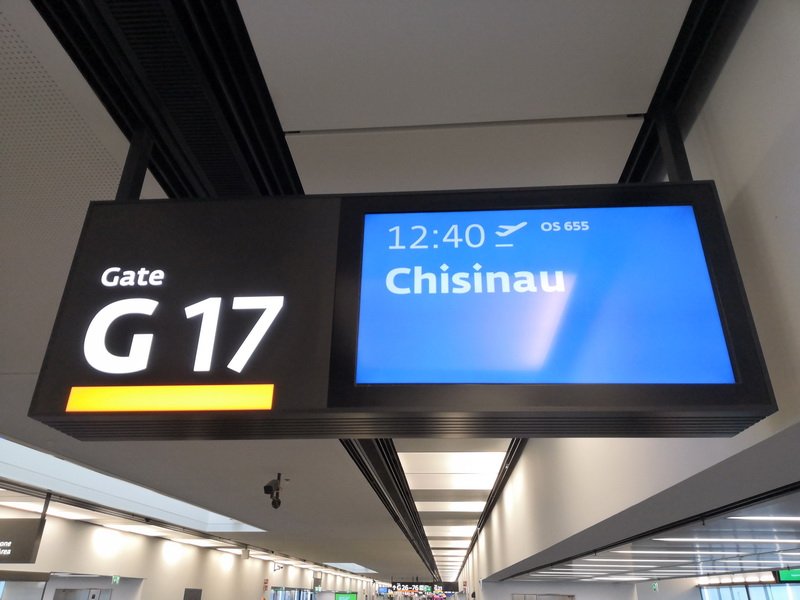 Gate
G 17
12:40 OS 655
Chisinau